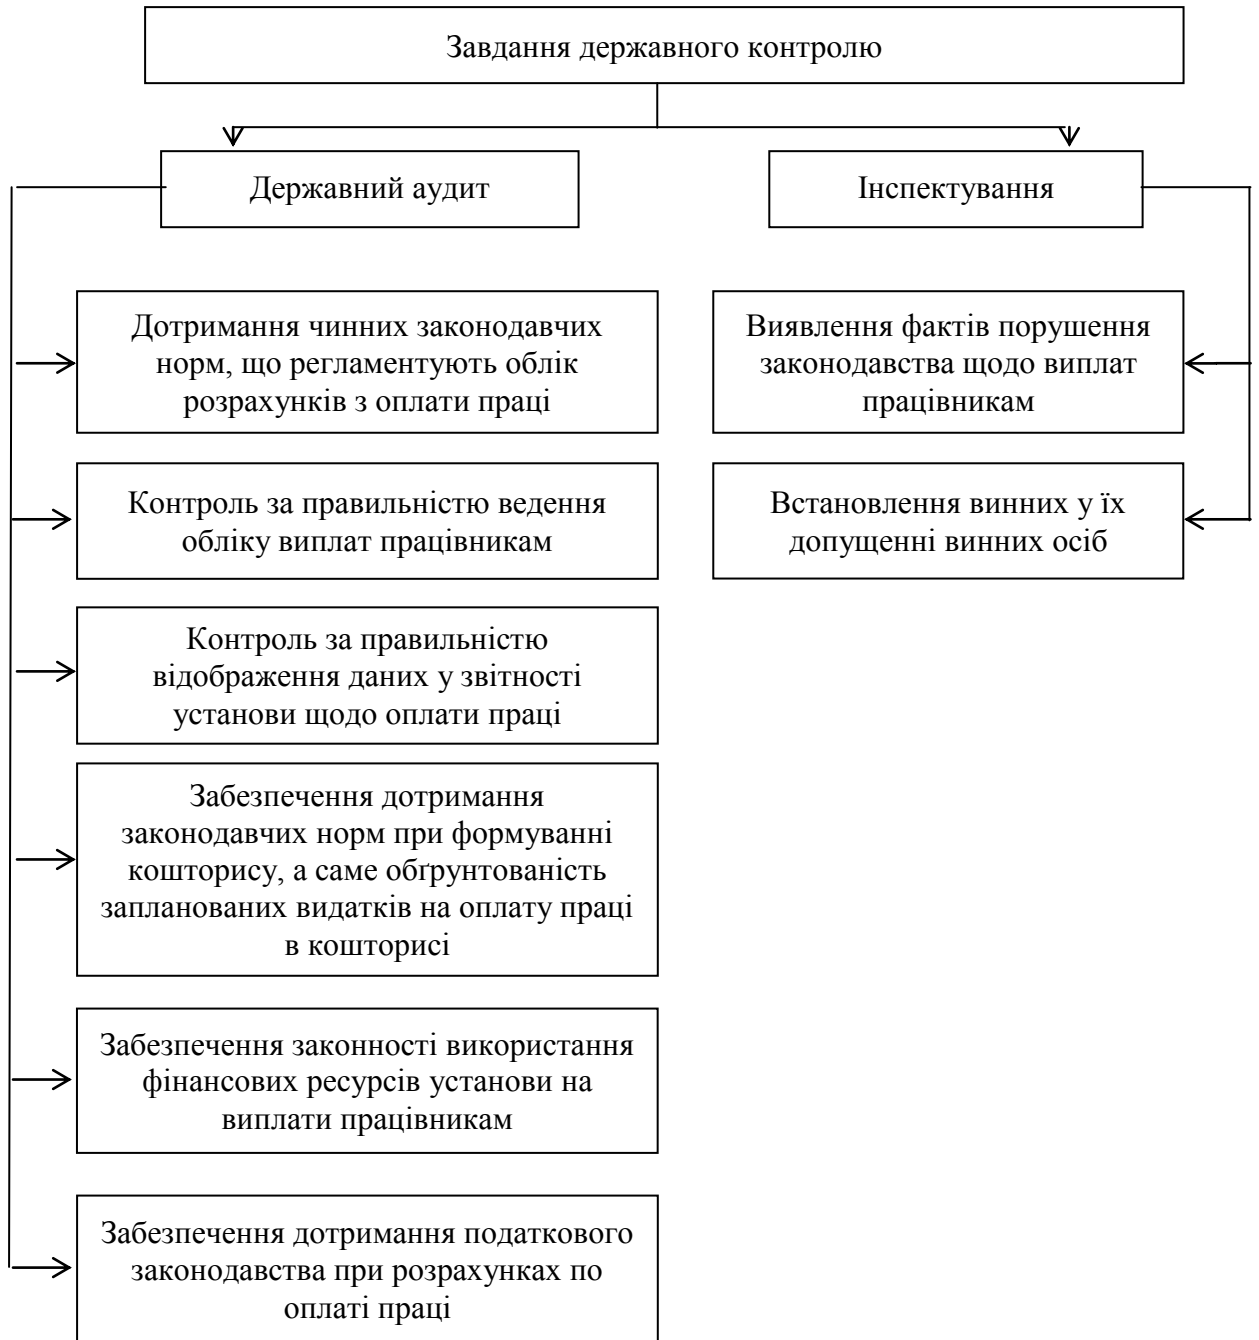 Завдання державного контролю
Державний аудит
Інспектування
Дотримання чинних законодавчих
норм, що регламентують облік
розрахунків з оплати праці
Виявлення фактів порушення
законодавства щодо виплат
працівникам
Контроль за правильністю ведення
обліку виплат працівникам
Встановлення винних у їх
допущенні винних осіб
Контроль за правильністю
відображення даних у звітності
установи щодо оплати праці
Забезпечення дотримання
законодавчих норм при формуванні
кошторису, а саме обґрунтованість
запланованих видатків на оплату праці
в кошторисі
Забезпечення законності використання
фінансових ресурсів установи на
виплати працівникам
Забезпечення дотримання податкового
законодавства при розрахунках по
оплаті праці